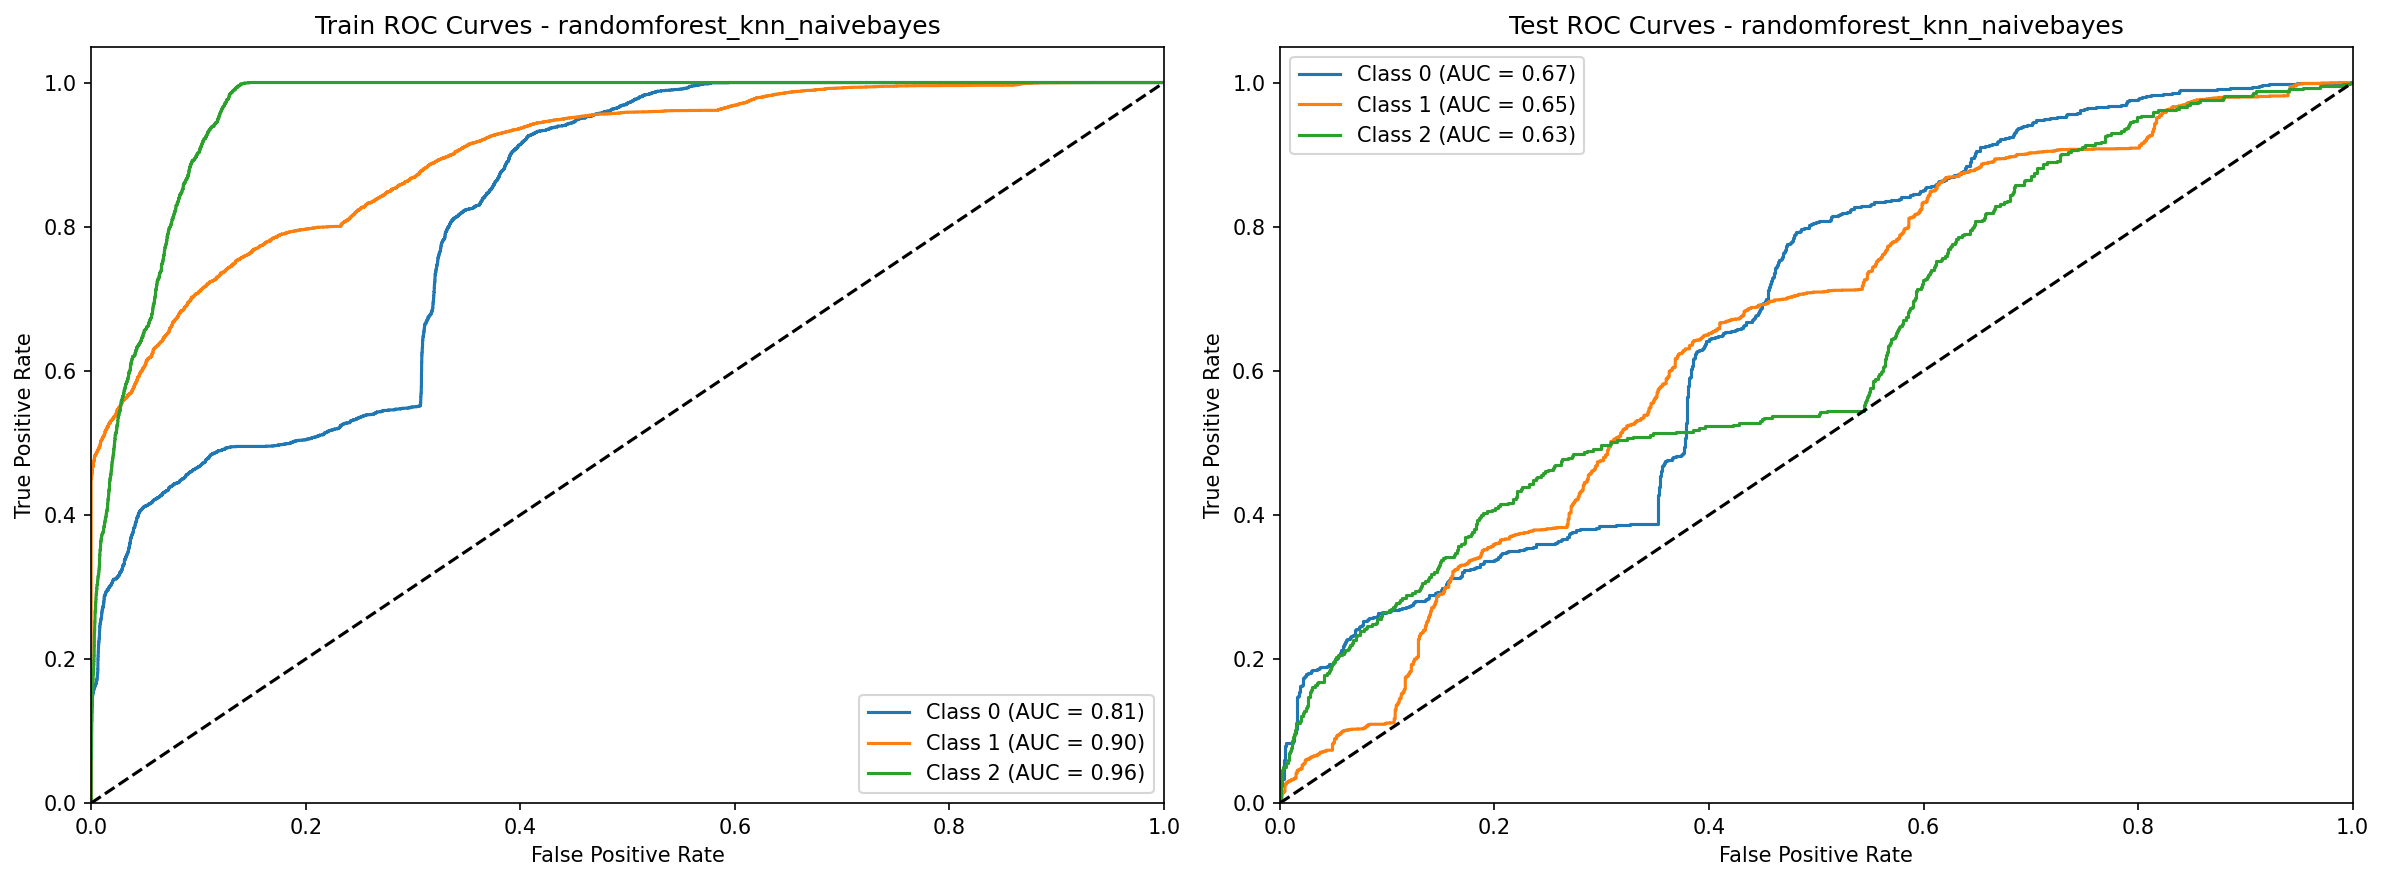 Train ROC Curves - randomforest_knn_naivebayes
True Positive Rate
1.0
0.8
0.6
0.4
0.2
0.0
0.0 0.2 0.4 0.6 0.8 1.0
False Positive Rate
Class 0 (AUC = 0.81)
Class 1 (AUC = 0.90)
Class 2 (AUC = 0.96)
Test ROC Curves - randomforest_knn_naivebayes
Class 0 (AUC = 0.67)
Class 1 (AUC = 0.65)
Class 2 (AUC = 0.63)
True Positive Rate
1.0
0.8
0.6
0.4
0.2
0.0
0.0 0.2 0.4 0.6 0.8 1.0
False Positive Rate